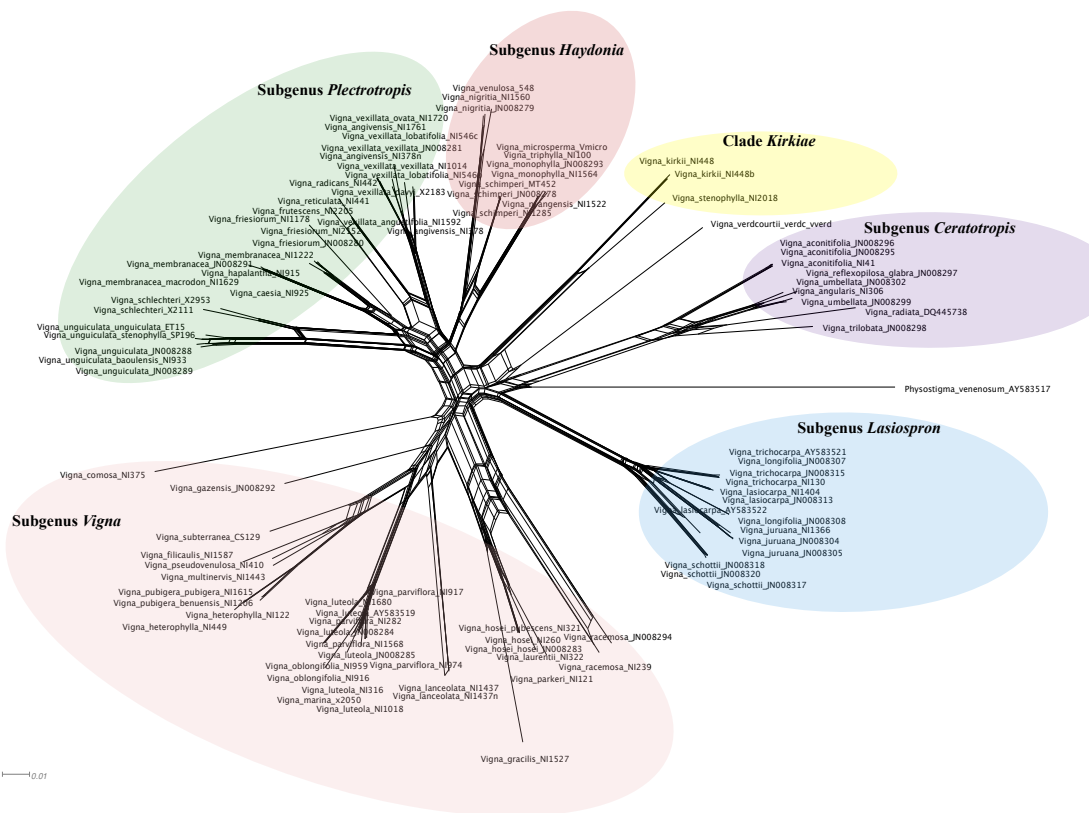 Subgenus Haydonia
Subgenus Plectrotropis
Vigna_venulosa_548
Vigna_nigritia_NI1560
Vigna_nigritia_JN008279
Vigna_vexillata_ovata_NI1720
Vigna_angivensis_NI1761
Vigna_vexillata_lobatifolia_NI546c
Vigna_vexillata_vexillata_JN008281
Vigna_angivensis_NI378n
Vigna_vexillata_vexillata_NI1014
Vigna_vexillata_lobatifolia_NI546
Vigna_radicans_NI442
Vigna_reticulata_NI441
Vigna_frutescens_NI2205
Vigna_friesiorum_NI1178
Vigna_vexillata_angustifolia_NI1592
Vigna_friesiorum_NI2152
Vigna_angivensis_NI378
Vigna_friesiorum_JN008280
Vigna_membranacea_NI1222
Vigna_membranacea_JN008291
Vigna_hapalantha_NI915
Vigna_membranacea_macrodon_NI1629
Vigna_caesia_NI925
Vigna_schlechteri_X2953
Vigna_schlechteri_X2111
Vigna_unguiculata_unguiculata_ET15
Vigna_unguiculata_stenophylla_SP196
Vigna_unguiculata_JN008288
Vigna_unguiculata_baoulensis_NI933
Vigna_unguiculata_JN008289
Vigna_microsperma_Vmicro
Vigna_triphylla_NI100
Vigna_monophylla_JN008293
Vigna_monophylla_NI1564
Vigna_schimperi_MT452
Vigna_schimperi_JN008278
Vigna_nyangensis_NI1522
Vigna_schimperi_NI1285
Clade Kirkiae
Vigna_kirkii_NI448
Vigna_kirkii_NI448b
Vigna_stenophylla_NI2018
Vigna_verdcourtii_verdc_vverd
Subgenus Ceratotropis
Vigna_aconitifolia_JN008296
Vigna_aconitifolia_JN008295
Vigna_aconitifolia_NI41
Vigna_reflexopilosa_glabra_JN008297
Vigna_umbellata_JN008302
Vigna_angularis_NI306
Vigna_umbellata_JN008299
Vigna_radiata_DQ445738
Vigna_trilobata_JN008298
Physostigma_venenosum_AY583517
Subgenus Lasiospron
Vigna_trichocarpa_AY583521
Vigna_longifolia_JN008307
Vigna_trichocarpa_JN008315
Vigna_trichocarpa_NI130
Vigna_lasiocarpa_NI1404
Vigna_lasiocarpa_JN008313
Vigna_lasiocarpa_AY583522
Vigna_longifolia_JN008308
Vigna_juruana_NI1366
Vigna_juruana_JN008304
Vigna_juruana_JN008305
Vigna_schottii_JN008318
Vigna_schottii_JN008320
Vigna_schottii_JN008317
Vigna_comosa_NI375
Vigna_gazensis_JN008292
Subgenus Vigna
Vigna_subterranea_CS129
Vigna_filicaulis_NI1587
Vigna_pseudovenulosa_NI410
Vigna_multinervis_NI1443
Vigna_pubigera_pubigera_NI1615
Vigna_pubigera_benuensis_NI1206
Vigna_heterophylla_NI122
Vigna_heterophylla_NI449
Vigna_parviflora_NI917
Vigna_luteola_NI1680
Vigna_luteola_AY583519
Vigna_parviflora_NI282
Vigna_luteola_JN008284
Vigna_parviflora_NI1568
Vigna_luteola_JN008285
Vigna_oblongifolia_NI959
Vigna_parviflora_NI974
Vigna_oblongifolia_NI916
Vigna_luteola_NI316
Vigna_lanceolata_NI1437
Vigna_lanceolata_NI1437n
Vigna_marina_x2050
Vigna_luteola_NI1018
Vigna_hosei_pubescens_NI321
Vigna_hosei_NI260
Vigna_racemosa_JN008294
Vigna_hosei_hosei_JN008283
Vigna_laurentii_NI322
Vigna_racemosa_NI239
Vigna_parkeri_NI121
Vigna_gracilis_NI1527
0.01